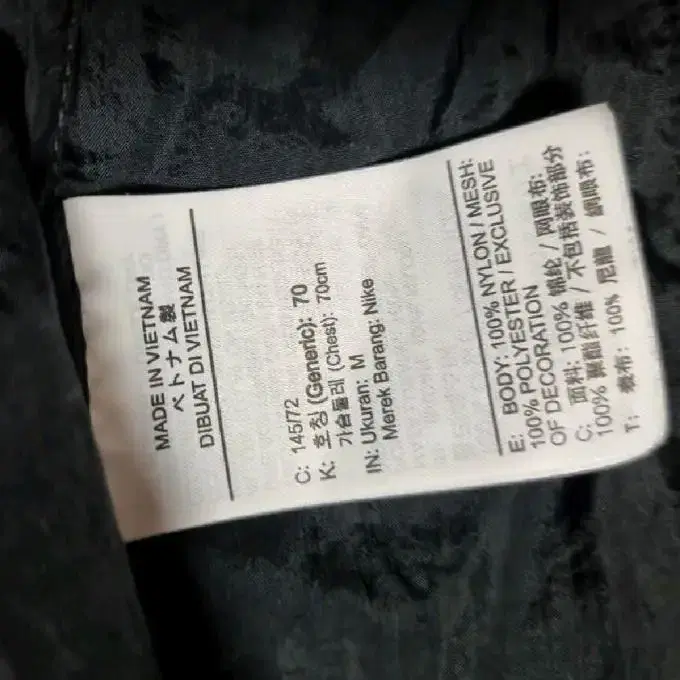 MADE IN VIETNAM
ベトナム製
DIBUAT DI VIETNAM
C: 145/72
K: 호칭 (Generic): 70
가슴둘레 (Chest): 70cm
IN: Ukuran: M
Merek Barang: Nike
E: BODY: 100% NYLON / MESH:
100% POLYESTER / EXCLUSIVE
OF DECORATION
C: 面料: 100% 锦纶 / 网眼布:
100% 聚酯纤维 / 不包括装饰部分
T: 裁布: 100% 尼龍 / 網眼布: